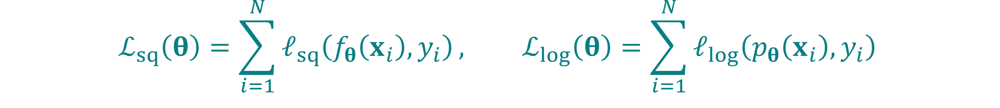 ℒ_sq(𝛉) = ∑_{i=1}^{N} ℓ_sq(f_𝛉(𝐱_i), y_i) , ℒ_log(𝛉) = ∑_{i=1}^{N} ℓ_log(p_𝛉(𝐱_i), y_i)